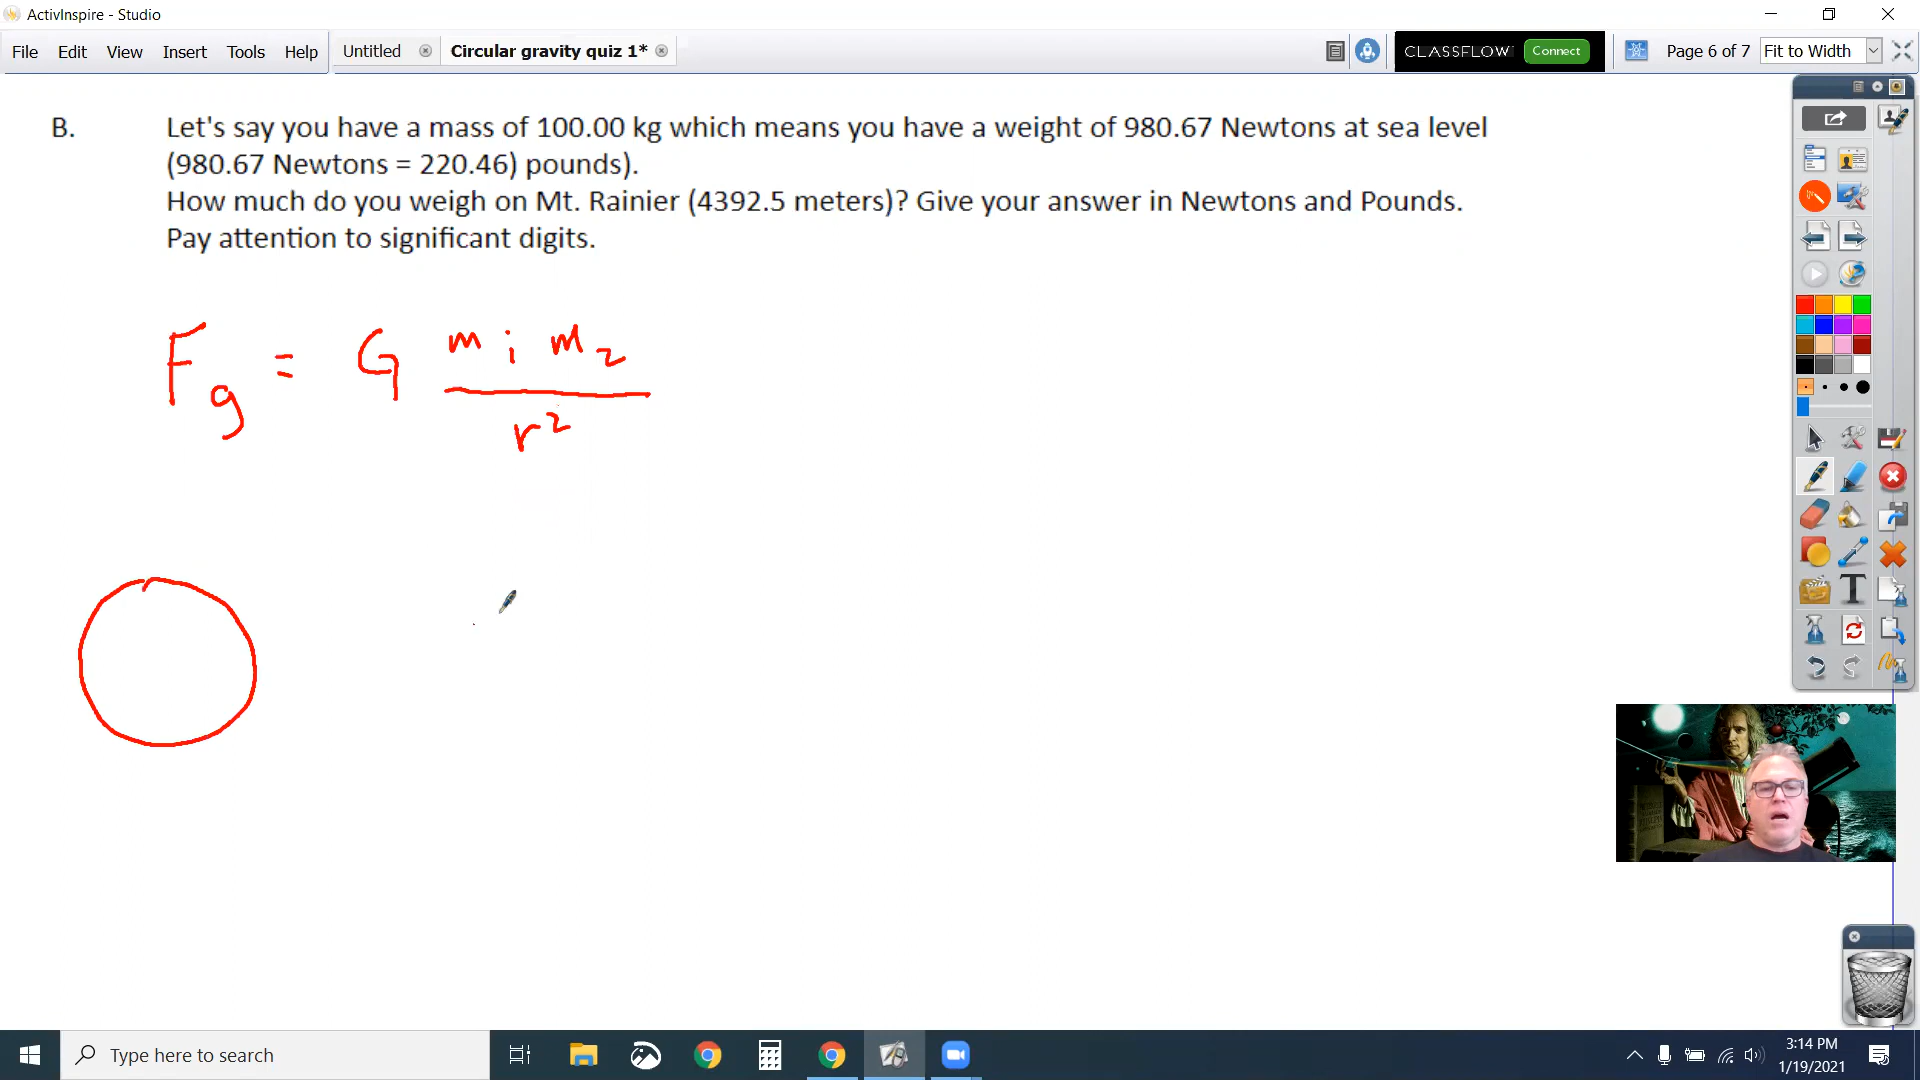 ActivInspire - Studio
File Edit View Insert Tools Help Untitled Circular gravity quiz 1* CLASSFLOW Connect Page 6 of 7 Fit to Width
B. Let's say you have a mass of 100.00 kg which means you have a weight of 980.67 Newtons at sea level
(980.67 Newtons = 220.46) pounds).
How much do you weigh on Mt. Rainier (4392.5 meters)? Give your answer in Newtons and Pounds.
Pay attention to significant digits.
F_g = G m₁ m₂ / r²
Type here to search
3:14 PM
1/19/2021